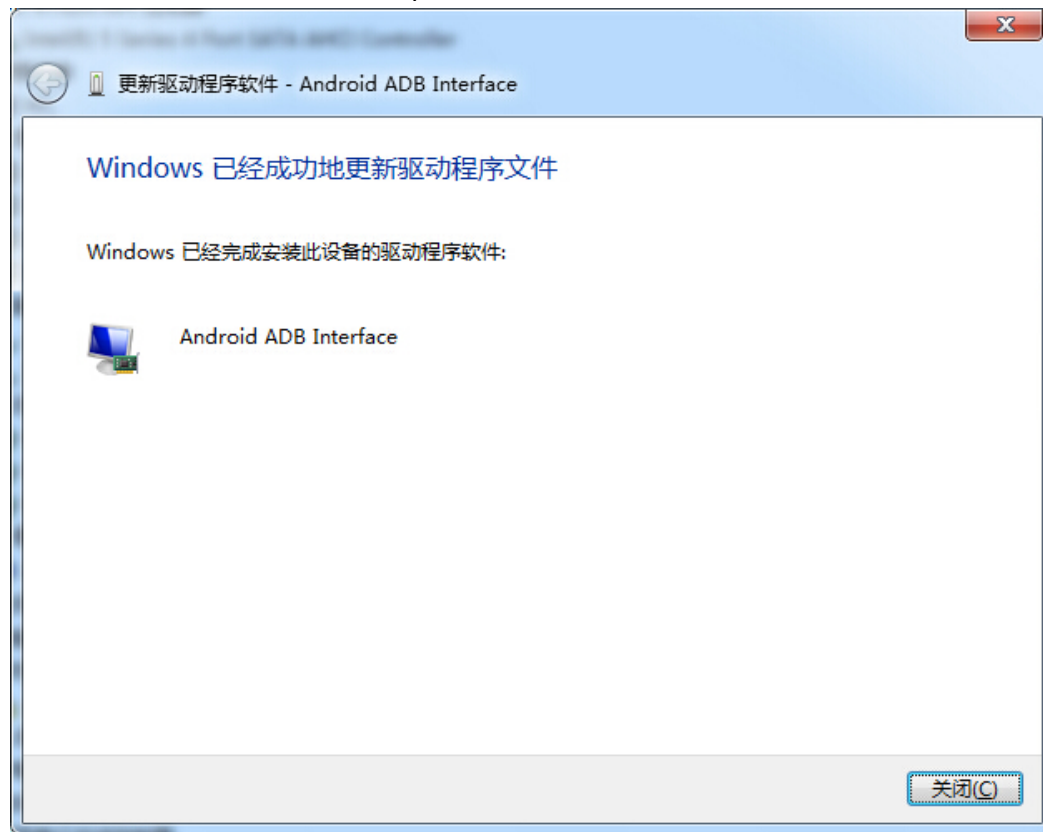 更新驱动程序软件 - Android ADB Interface
Windows 已经成功地更新驱动程序文件
Windows 已经完成安装此设备的驱动程序软件:
Android ADB Interface
关闭(C)